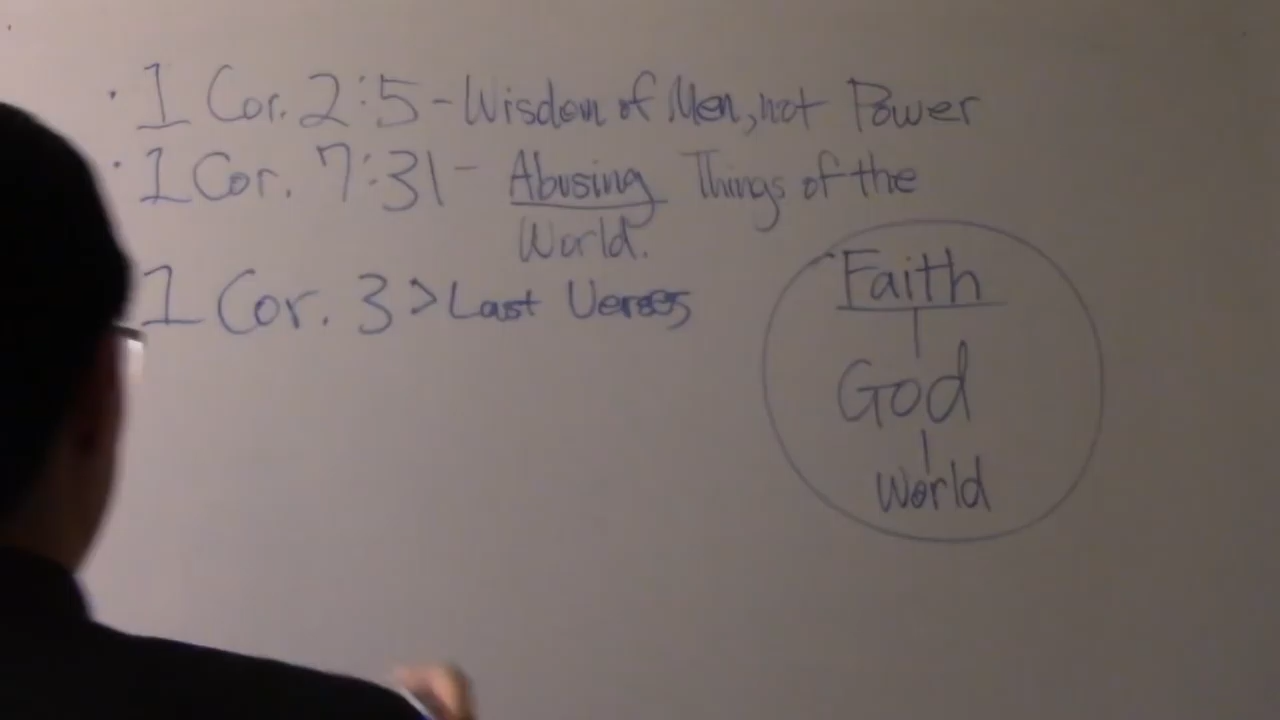 · 1 Cor. 2:5 - Wisdom of Men, not Power
· 1 Cor. 7:31 - Abusing Things of the
World.
1 Cor. 3 > Last Verses
Faith
God
World